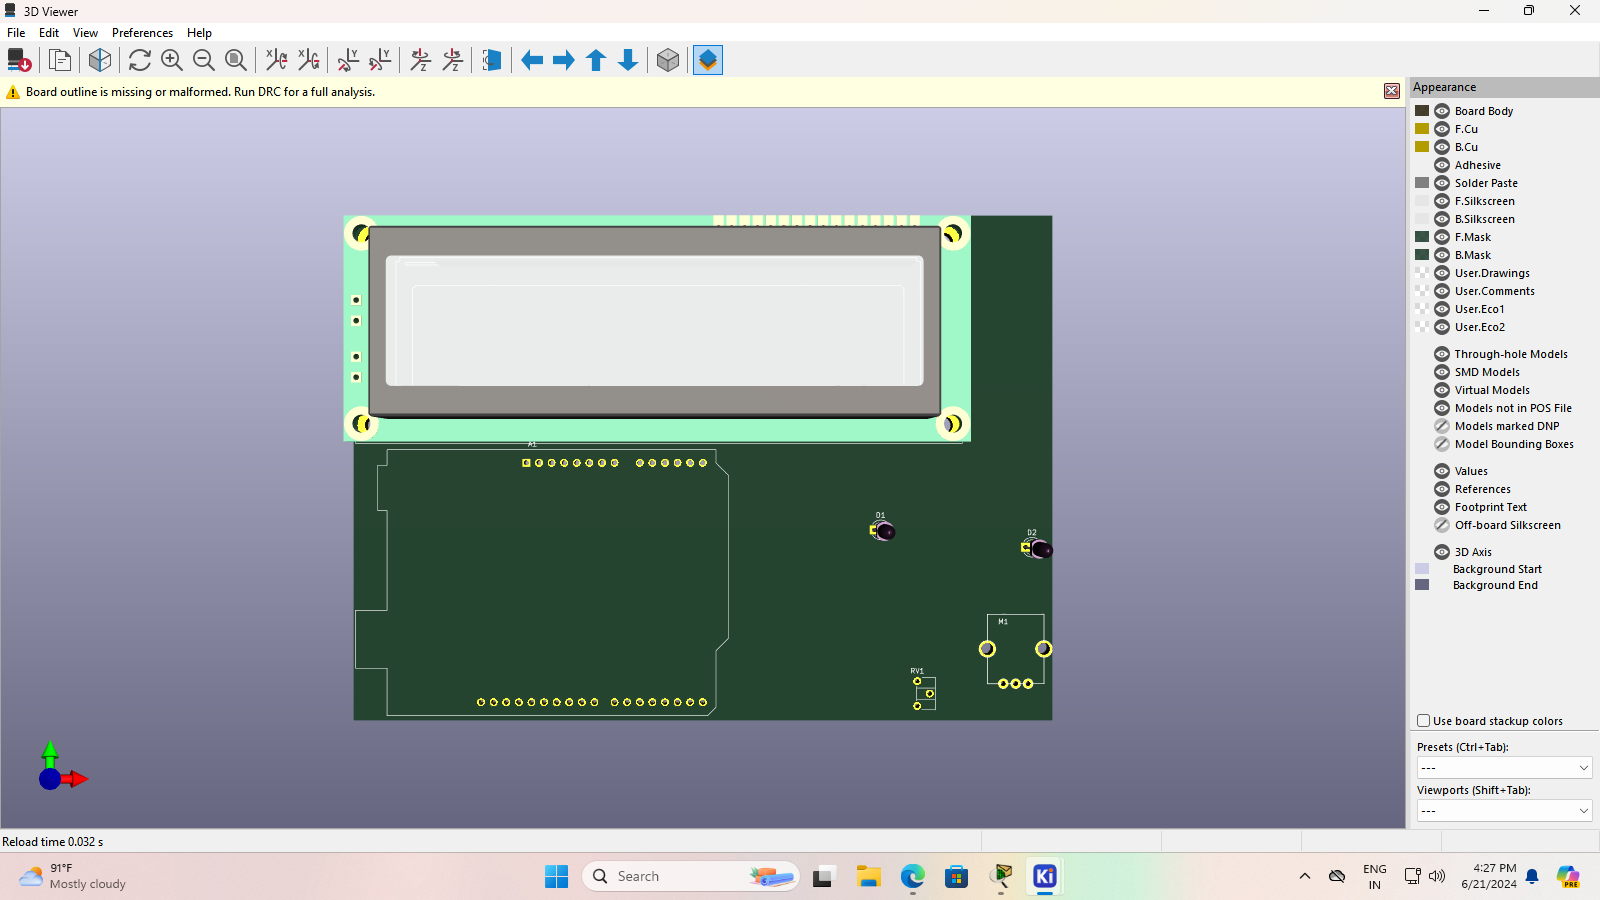 3D Viewer
File Edit View Preferences Help
Board outline is missing or malformed. Run DRC for a full analysis.
Appearance
Board Body
F.Cu
B.Cu
Adhesive
Solder Paste
F.Silkscreen
B.Silkscreen
F.Mask
B.Mask
User.Drawings
User.Comments
User.Eco1
User.Eco2
Through-hole Models
SMD Models
Virtual Models
Models not in POS File
Models marked DNP
Model Bounding Boxes
Values
References
Footprint Text
Off-board Silkscreen
3D Axis
Background Start
Background End
Use board stackup colors
Presets (Ctrl+Tab):
---
Viewports (Shift+Tab):
---
A1
D1
D2
M1
RV1
Reload time 0.032 s
91°F
Mostly cloudy
Search
Ki
ENG
IN
4:27 PM
6/21/2024
PRE